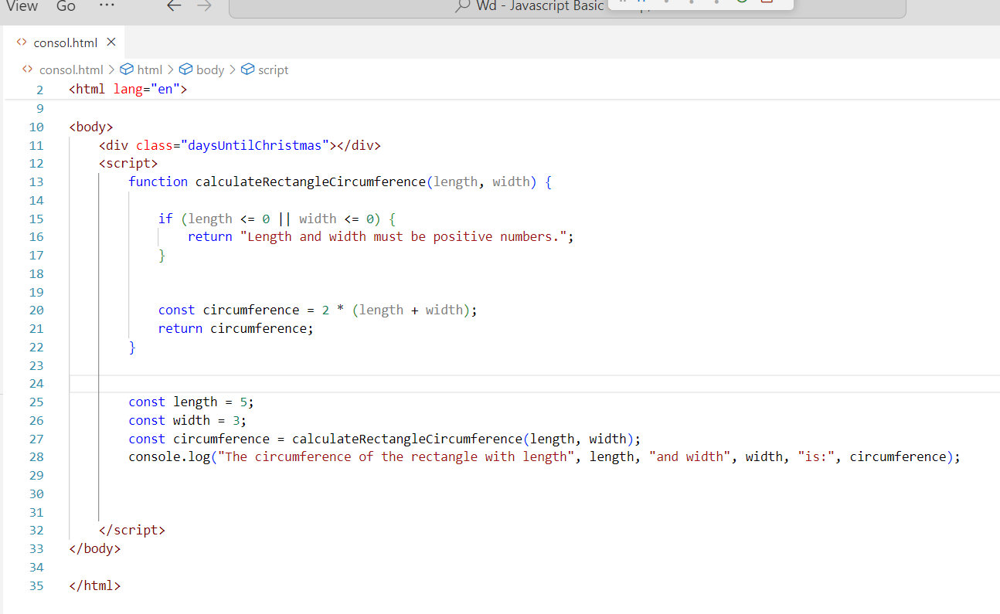 View Go ...
Wd - Javascript Basic
consol.html
consol.html > html > body > script
2 <html lang="en">
9
10 <body>
11 <div class="daysUntilChristmas"></div>
12 <script>
13 function calculateRectangleCircumference(length, width) {
14
15 if (length <= 0 || width <= 0) {
16 return "Length and width must be positive numbers.";
17 }
18
19
20 const circumference = 2 * (length + width);
21 return circumference;
22 }
23
24
25 const length = 5;
26 const width = 3;
27 const circumference = calculateRectangleCircumference(length, width);
28 console.log("The circumference of the rectangle with length", length, "and width", width, "is:", circumference);
29
30
31
32 </script>
33 </body>
34
35 </html>